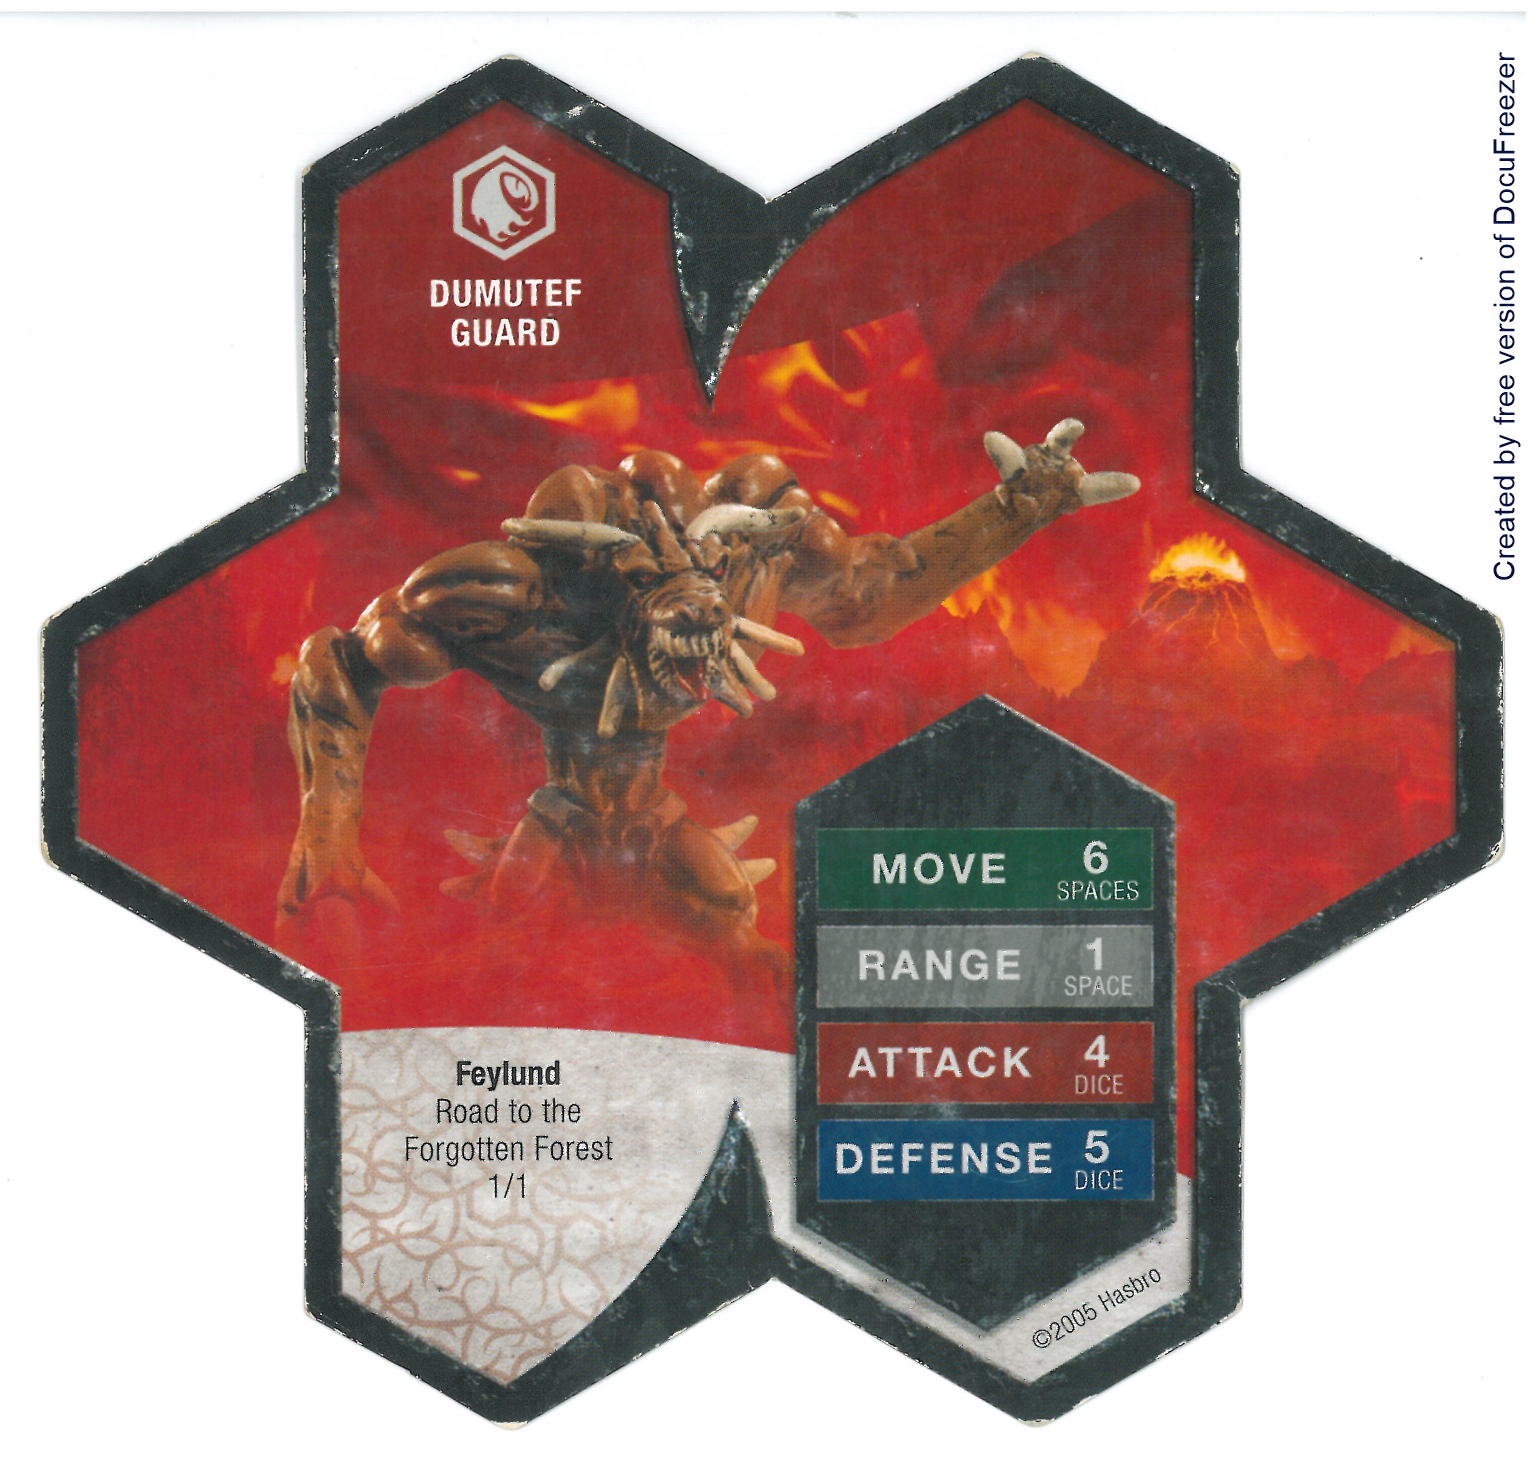 DUMUTEF
GUARD
MOVE 6
SPACES
RANGE 1
SPACE
ATTACK 4
DICE
DEFENSE 5
DICE
Feylund
Road to the
Forgotten Forest
1/1
©2005 Hasbro
Created by free version of DocuFreezer